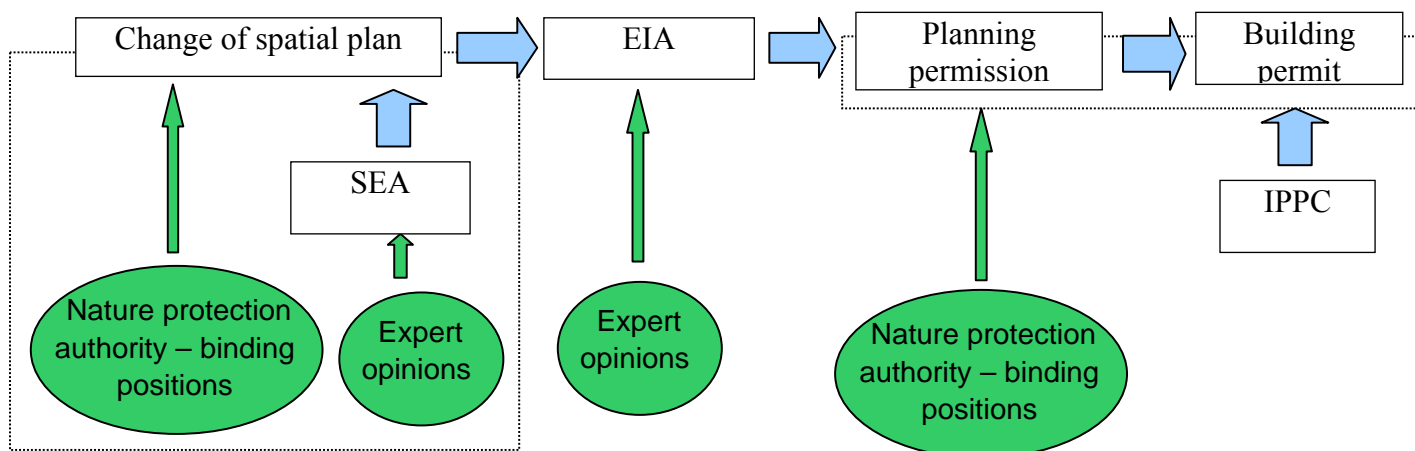 Change of spatial plan
EIA
Planning
permission
Building
permit
SEA
IPPC
Nature protection
authority – binding
positions
Expert
opinions
Expert
opinions
Nature protection
authority – binding
positions